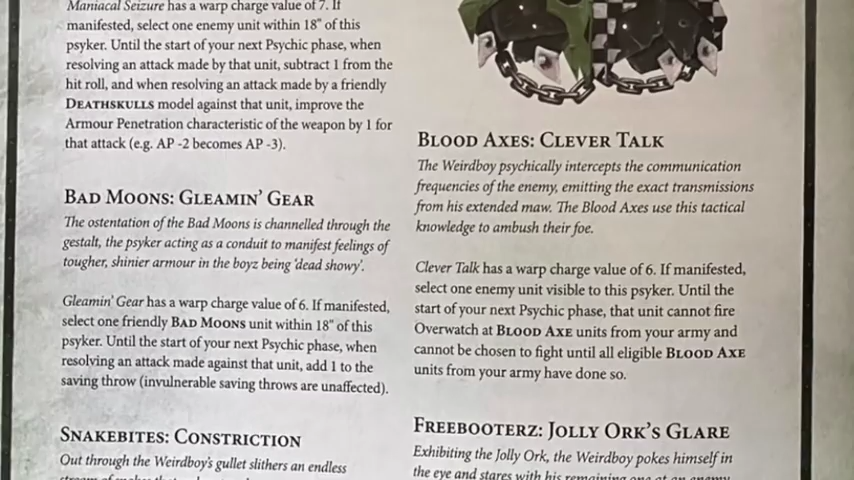 Maniacal Seizure has a warp charge value of 7. If
manifested, select one enemy unit within 18" of this
psyker. Until the start of your next Psychic phase, when
resolving an attack made by that unit, subtract 1 from the
hit roll, and when resolving an attack made by a friendly
DEATHSKULLS model against that unit, improve the
Armour Penetration characteristic of the weapon by 1 for
that attack (e.g. AP -2 becomes AP -3).
BAD MOONS: GLEAMIN' GEAR
The ostentation of the Bad Moons is channelled through the
gestalt, the psyker acting as a conduit to manifest feelings of
tougher, shinier armour in the boyz being 'dead showy'.
Gleamin' Gear has a warp charge value of 6. If manifested,
select one friendly BAD MOONS unit within 18" of this
psyker. Until the start of your next Psychic phase, when
resolving an attack made against that unit, add 1 to the
saving throw (invulnerable saving throws are unaffected).
SNAKEBITES: CONSTRICTION
Out through the Weirdboy's gullet slithers an endless
BLOOD AXES: CLEVER TALK
The Weirdboy psychically intercepts the communication
frequencies of the enemy, emitting the exact transmissions
from his extended maw. The Blood Axes use this tactical
knowledge to ambush their foe.
Clever Talk has a warp charge value of 6. If manifested,
select one enemy unit visible to this psyker. Until the
start of your next Psychic phase, that unit cannot fire
Overwatch at BLOOD AXE units from your army and
cannot be chosen to fight until all eligible BLOOD AXE
units from your army have done so.
FREEBOOTERZ: JOLLY ORK'S GLARE
Exhibiting the Jolly Ork, the Weirdboy pokes himself in
the eye and stares with his remaining one at an enemy